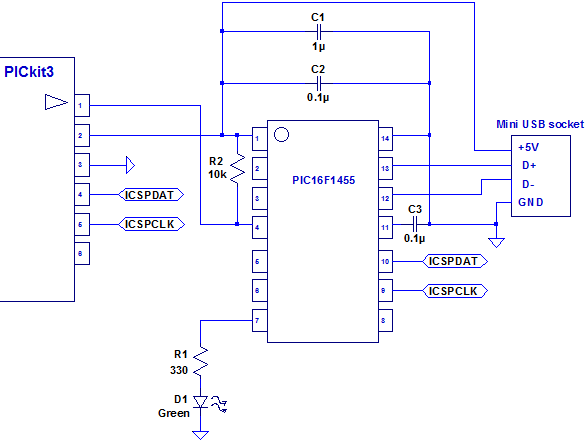 C1
1µ
PICkit3
C2
0.1µ
1
2
3
4
5
6
ICSPDAT
ICSPCLK
R2
10k
PIC16F1455
1
2
3
4
5
6
7
14
13
12
11
10
9
8
Mini USB socket
+5V
D+
D-
GND
C3
0.1µ
ICSPDAT
ICSPCLK
R1
330
D1
Green